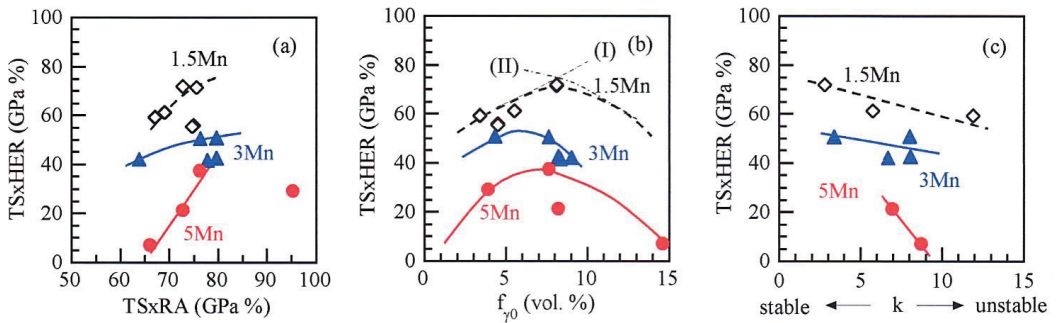 TSxHER (GPa %)
100
80
60
40
20
0
50 60 70 80 90 100
TSxRA (GPa %)
(a)
1.5Mn
3Mn
5Mn
TSxHER (GPa %)
100
80
60
40
20
0
0 5 10 15
fγ0 (vol. %)
(b)
(I)
(II)
1.5Mn
3Mn
5Mn
TSxHER (GPa %)
100
80
60
40
20
0
0 5 10 15
stable k unstable
(c)
1.5Mn
3Mn
5Mn